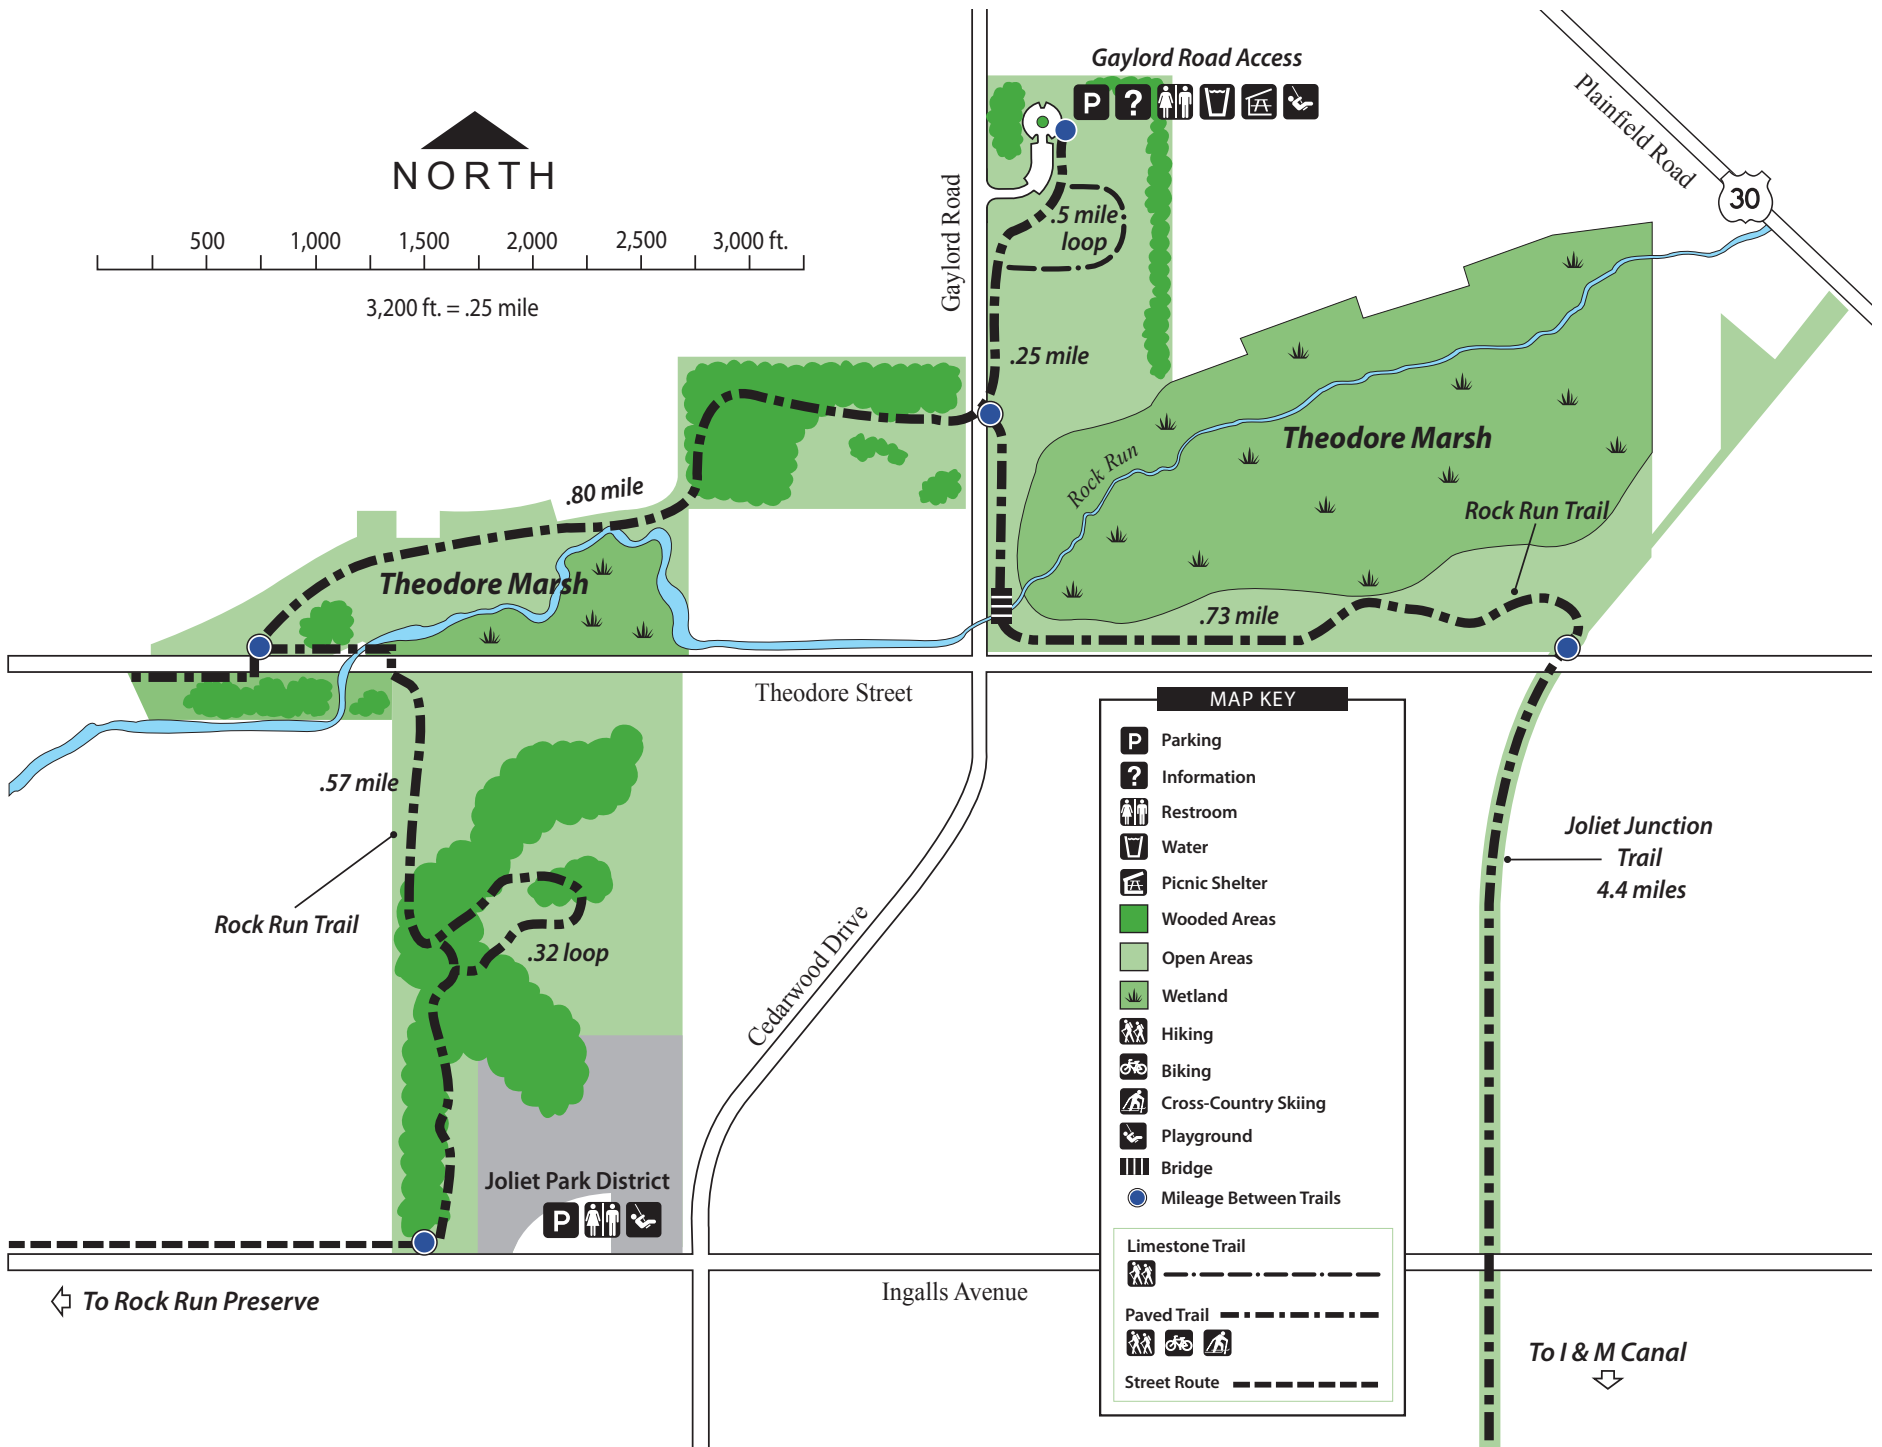 Gaylord Road Access
P ?
Plainfield Road
30
NORTH
500 1,000 1,500 2,000 2,500 3,000 ft.
3,200 ft. = .25 mile
Gaylord Road
.5 mile
loop
.25 mile
Theodore Marsh
Rock Run
Rock Run Trail
.80 mile
Theodore Marsh
.73 mile
Theodore Street
.57 mile
Rock Run Trail
.32 loop
Cedarwood Drive
Joliet Junction
Trail
4.4 miles
Joliet Park District
P
Ingalls Avenue
To Rock Run Preserve
To I & M Canal
MAP KEY
P Parking
? Information
Restroom
Water
Picnic Shelter
Wooded Areas
Open Areas
Wetland
Hiking
Biking
Cross-Country Skiing
Playground
Bridge
Mileage Between Trails
Limestone Trail
Paved Trail
Street Route